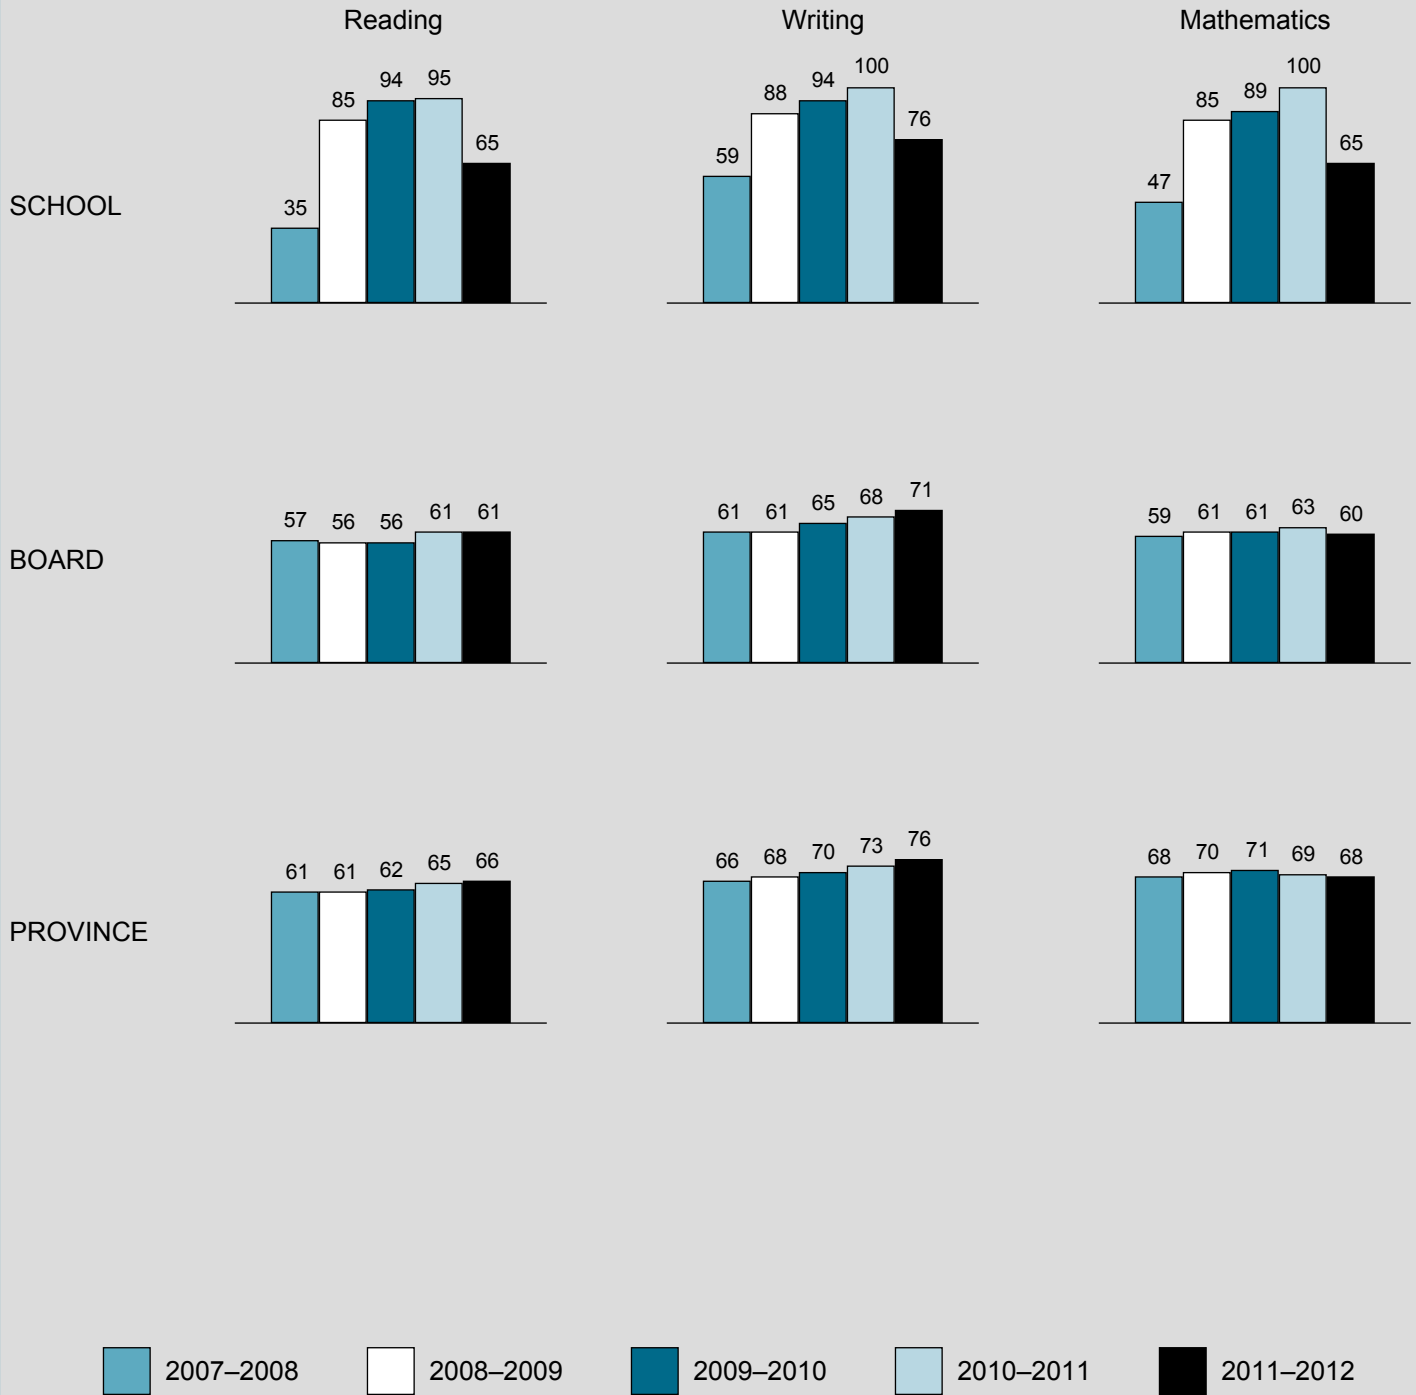 Reading Writing Mathematics
SCHOOL
35 85 94 95 65
59 88 94 100 76
47 85 89 100 65
BOARD
57 56 56 61 61
61 61 65 68 71
59 61 61 63 60
PROVINCE
61 61 62 65 66
66 68 70 73 76
68 70 71 69 68
2007–2008 2008–2009 2009–2010 2010–2011 2011–2012